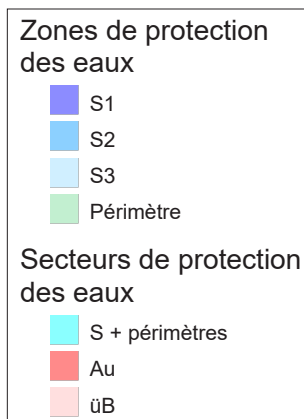 Zones de protection
des eaux
S1
S2
S3
Périmètre
Secteurs de protection
des eaux
S + périmètres
Au
üB